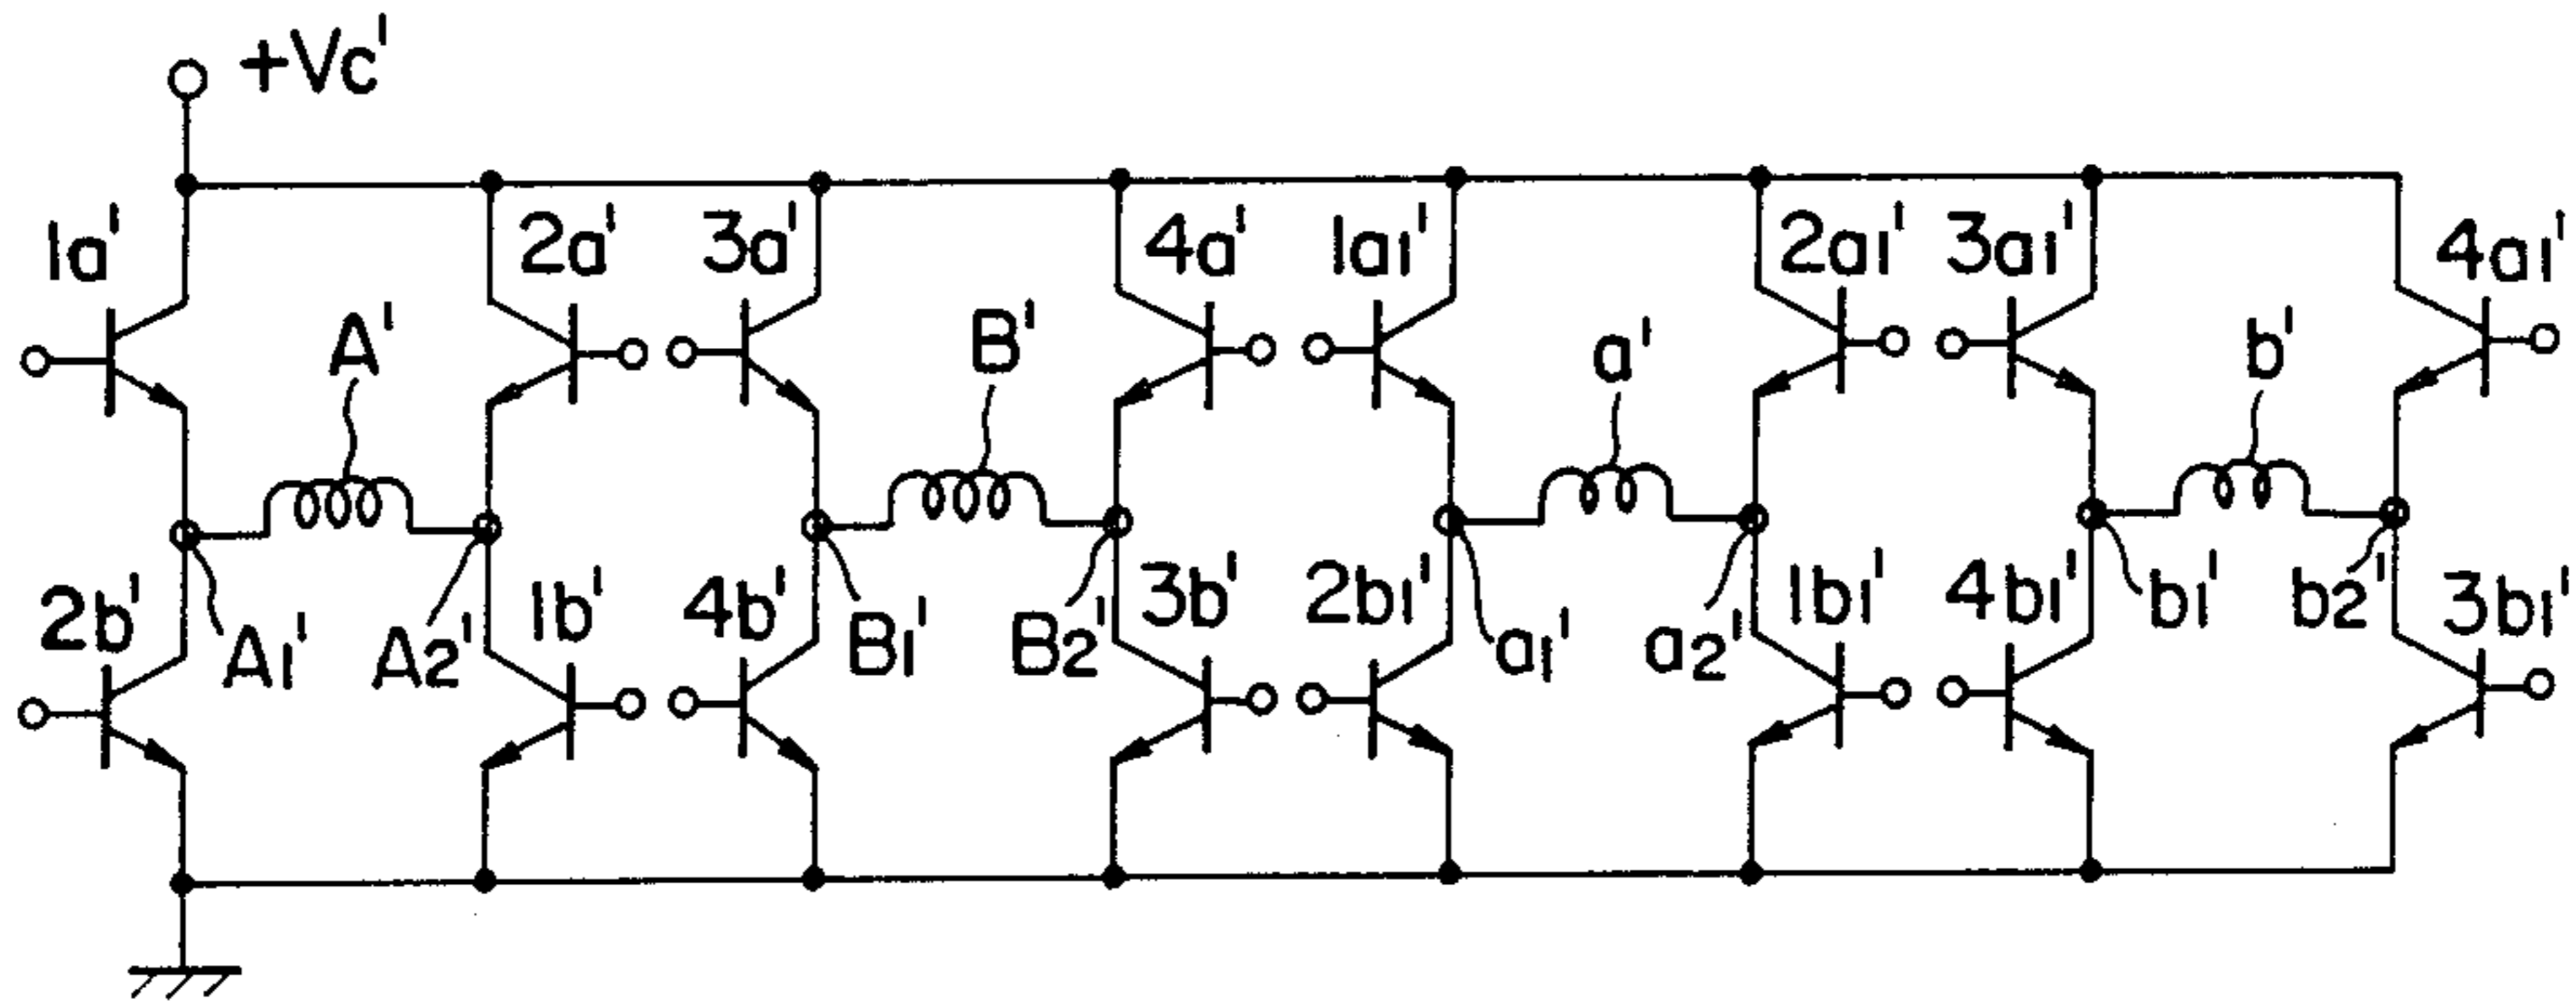 +Vc'
1a'
2a'
3a'
4a'
1a1'
2a1'
3a1'
4a1'
A'
B'
a'
b'
2b'
A1'
A2'
1b'
4b'
B1'
B2'
3b'
2b1'
a1'
a2'
1b1'
4b1'
b1'
b2'
3b1'